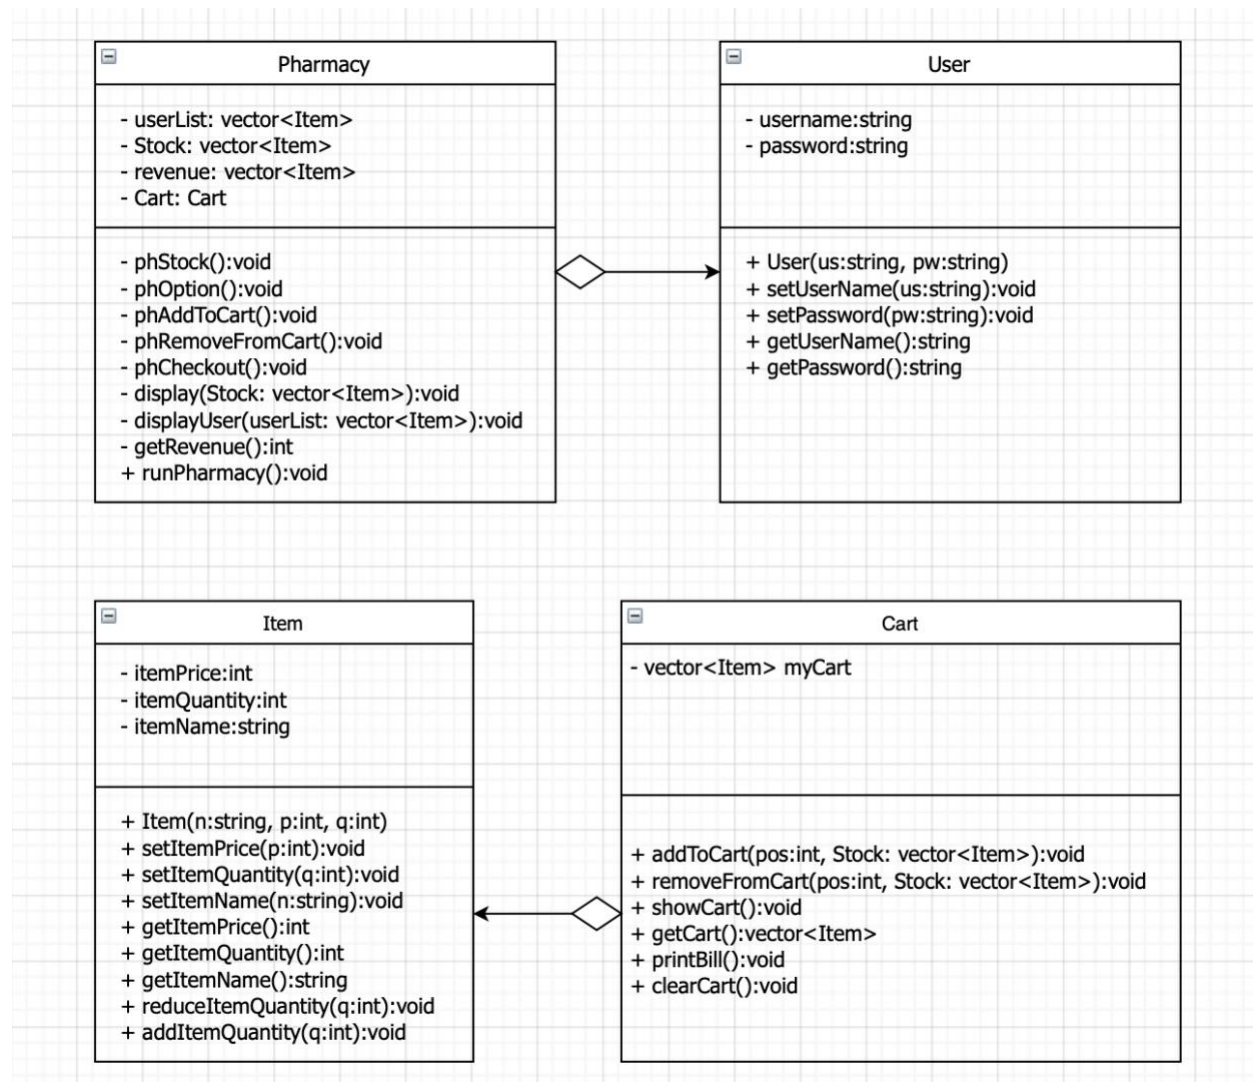 Pharmacy
- userList: vector<Item>
- Stock: vector<Item>
- revenue: vector<Item>
- Cart: Cart
- phStock():void
- phOption():void
- phAddToCart():void
- phRemoveFromCart():void
- phCheckout():void
- display(Stock: vector<Item>):void
- displayUser(userList: vector<Item>):void
- getRevenue():int
+ runPharmacy():void
User
- username:string
- password:string
+ User(us:string, pw:string)
+ setUserName(us:string):void
+ setPassword(pw:string):void
+ getUserName():string
+ getPassword():string
Item
- itemPrice:int
- itemQuantity:int
- itemName:string
+ Item(n:string, p:int, q:int)
+ setItemPrice(p:int):void
+ setItemQuantity(q:int):void
+ setItemName(n:string):void
+ getItemPrice():int
+ getItemQuantity():int
+ getItemName():string
+ reduceItemQuantity(q:int):void
+ addItemQuantity(q:int):void
Cart
- vector<Item> myCart
+ addToCart(pos:int, Stock: vector<Item>):void
+ removeFromCart(pos:int, Stock: vector<Item>):void
+ showCart():void
+ getCart():vector<Item>
+ printBill():void
+ clearCart():void